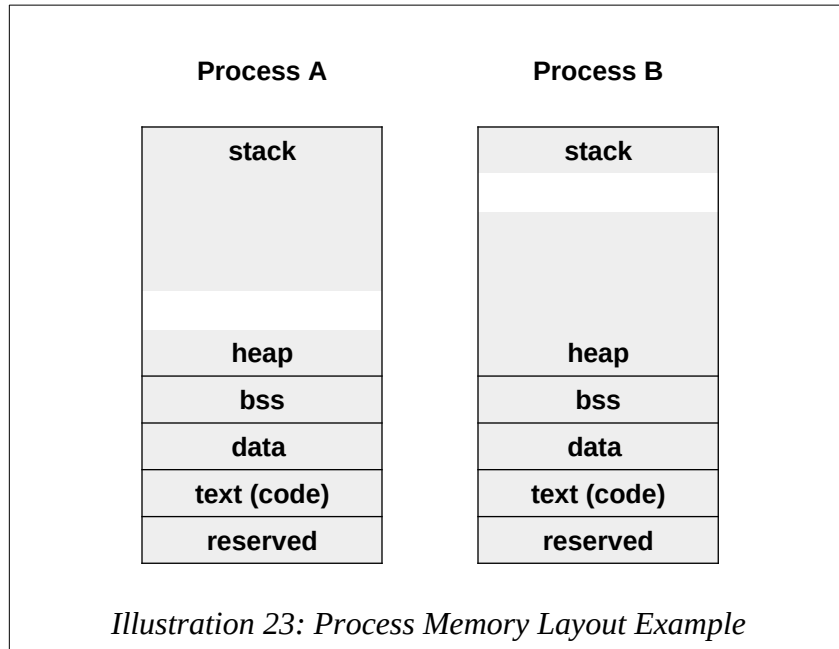 Process A
Process B
stack
heap
bss
data
text (code)
reserved
stack
heap
bss
data
text (code)
reserved
Illustration 23: Process Memory Layout Example